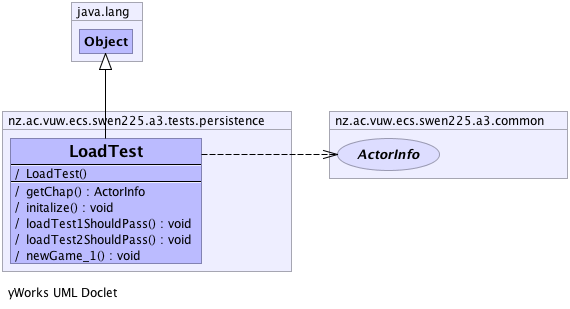 java.lang
Object
nz.ac.vuw.ecs.swen225.a3.tests.persistence
LoadTest
/ LoadTest()
/ getChap() : ActorInfo
/ initalize() : void
/ loadTest1ShouldPass() : void
/ loadTest2ShouldPass() : void
/ newGame_1() : void
nz.ac.vuw.ecs.swen225.a3.common
ActorInfo
yWorks UML Doclet